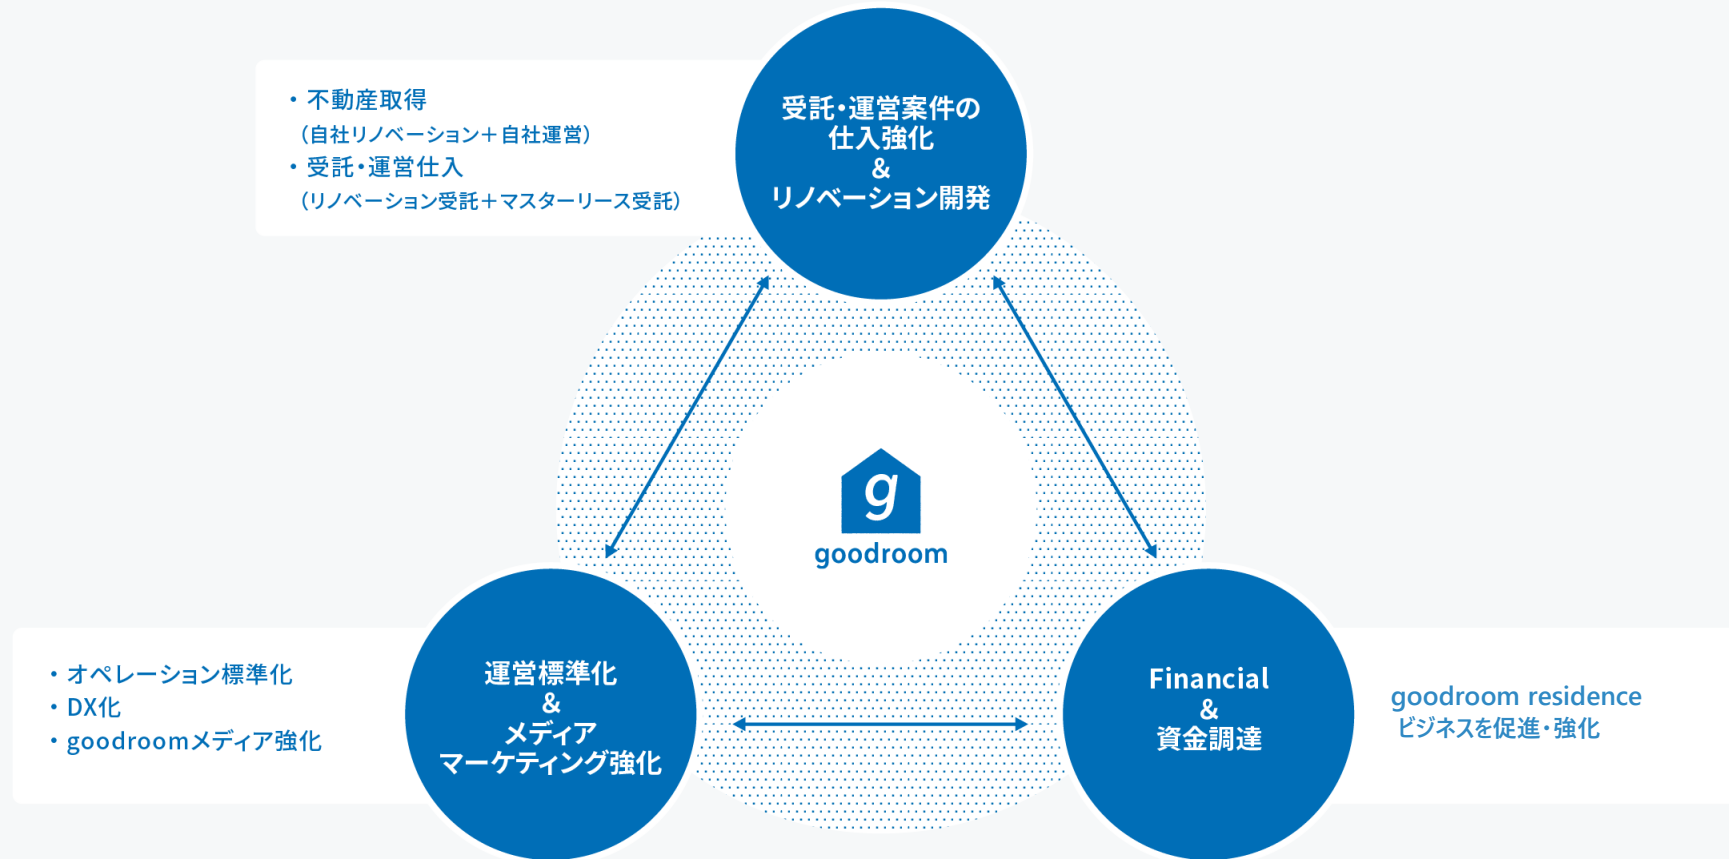 ・不動産取得
（自社リノベーション＋自社運営）
・受託・運営仕入
（リノベーション受託＋マスターリース受託）
受託・運営案件の
仕入強化
&
リノベーション開発
g
goodroom
・オペレーション標準化
・DX化
・goodroomメディア強化
運営標準化
&
メディア
マーケティング強化
Financial
&
資金調達
goodroom residence
ビジネスを促進・強化